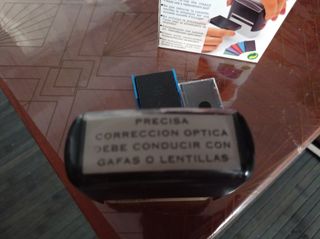 PRECISA
CORRECCION OPTICA
DEBE CONDUCIR CON
GAFAS O LENTILLAS